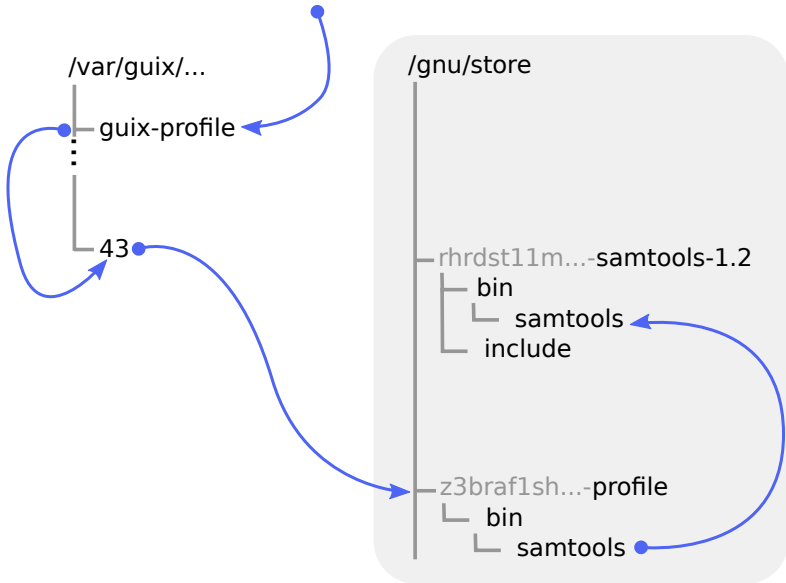 /var/guix/...
guix-profile
43
/gnu/store
rhrdst11m...-samtools-1.2
bin
samtools
include
z3braf1sh...-profile
bin
samtools